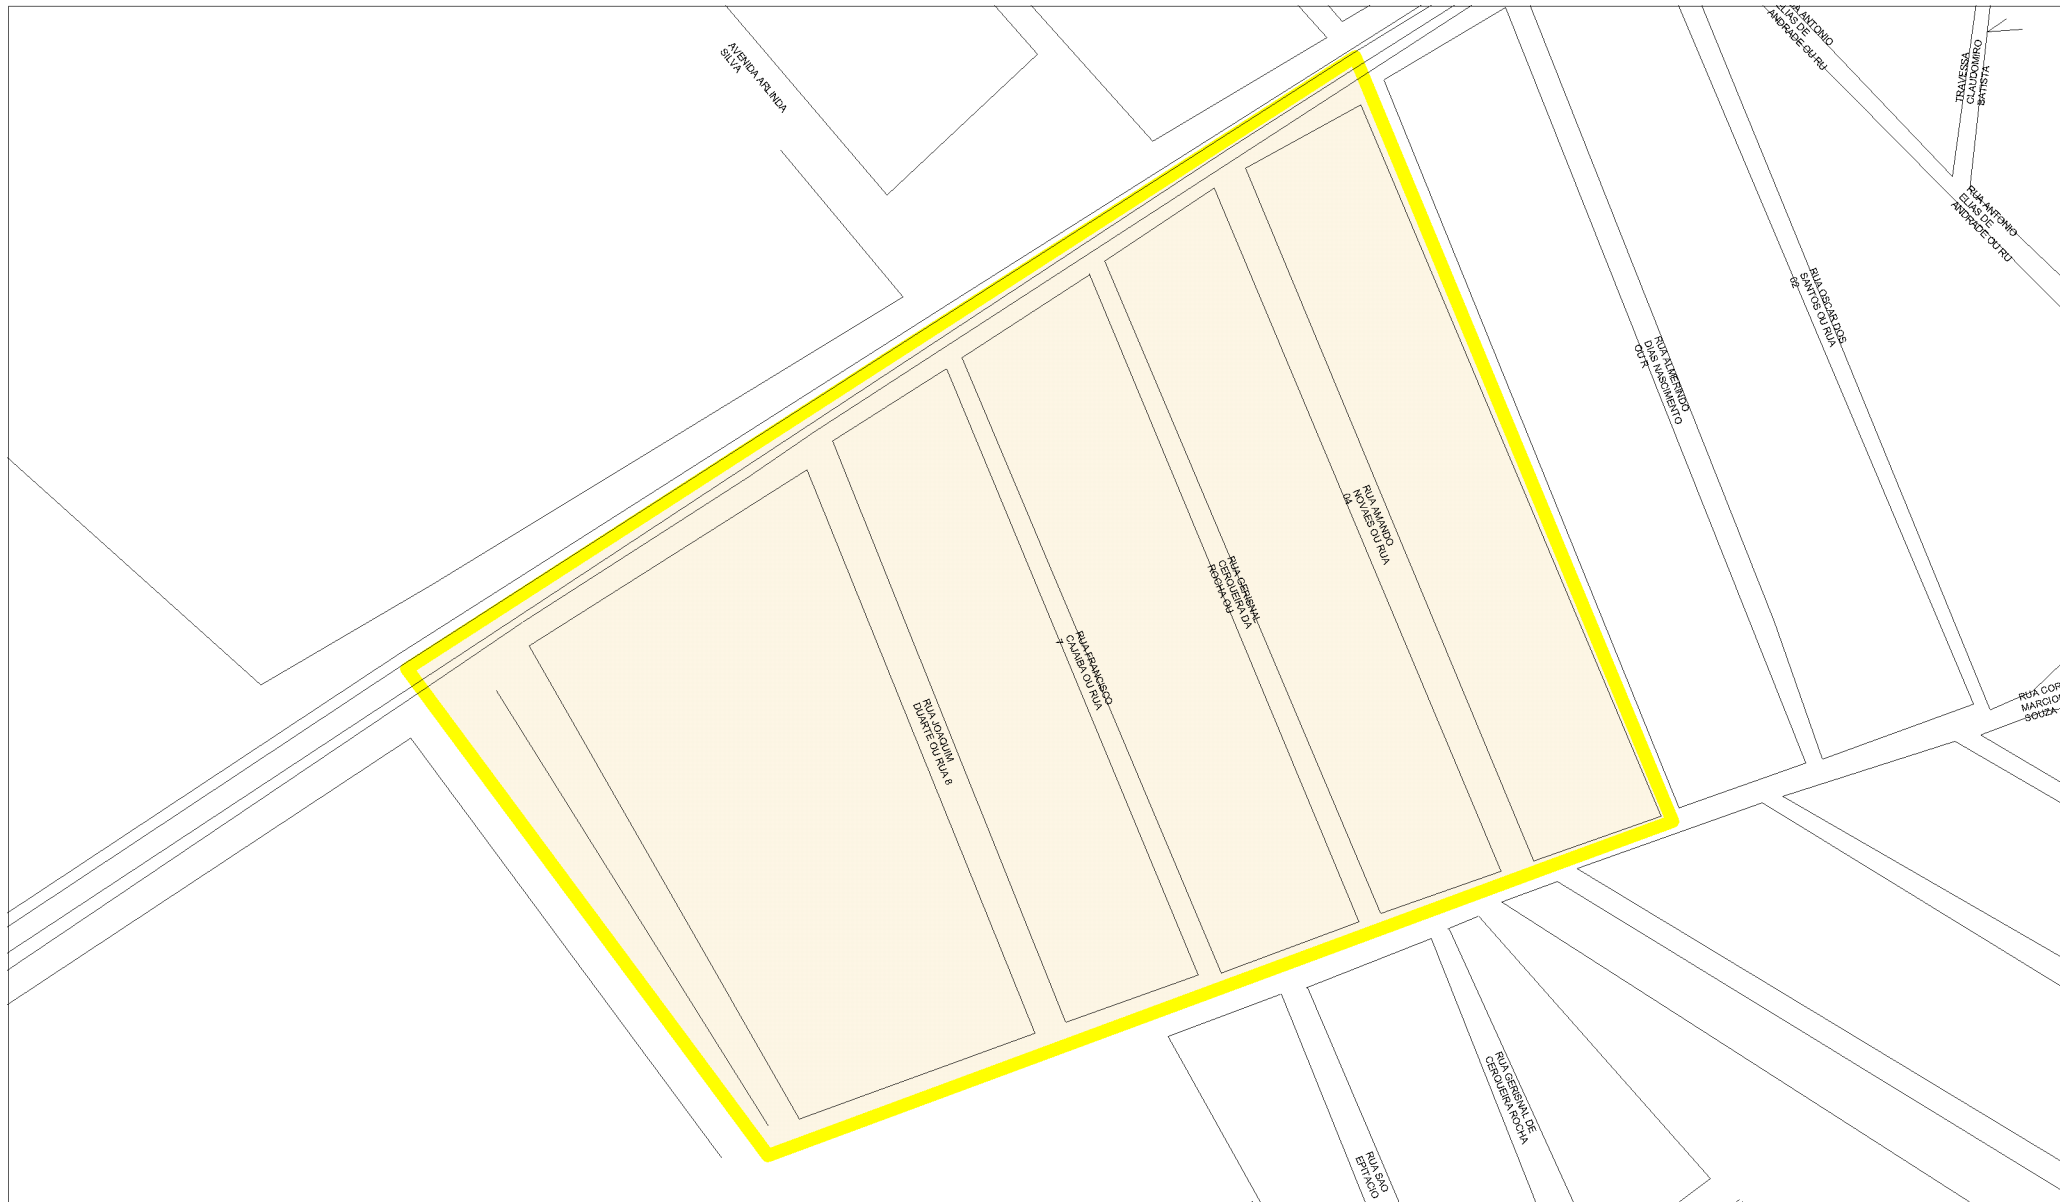 AVENIDA ARLINDA
SILVA
ANTONIO
ELIAS DE
ANDRADE OU RU
TRAVESSA
CLAUDOMIRO
BATISTA
RUA ANTONIO
ELIAS DE
ANDRADE OU RU
RUA OSCAR DOS
SANTOS OU RUA
02
RUA ALMERINDO
DIAS NASCIMENTO
OU R
RUA AMANDO
NOVAES OU RUA
04
RUA GERISNAL
CERQUEIRA DA
ROCHA OU
RUA FRANCISCO
CAJAIBA OU RUA
7
RUA JOAQUIM
DUARTE OU RUA 8
RUA COR
MARCIO
SOUZA
RUA GERISNAL DE
CERQUEIRA ROCHA
RUA SAO
EPITACIO